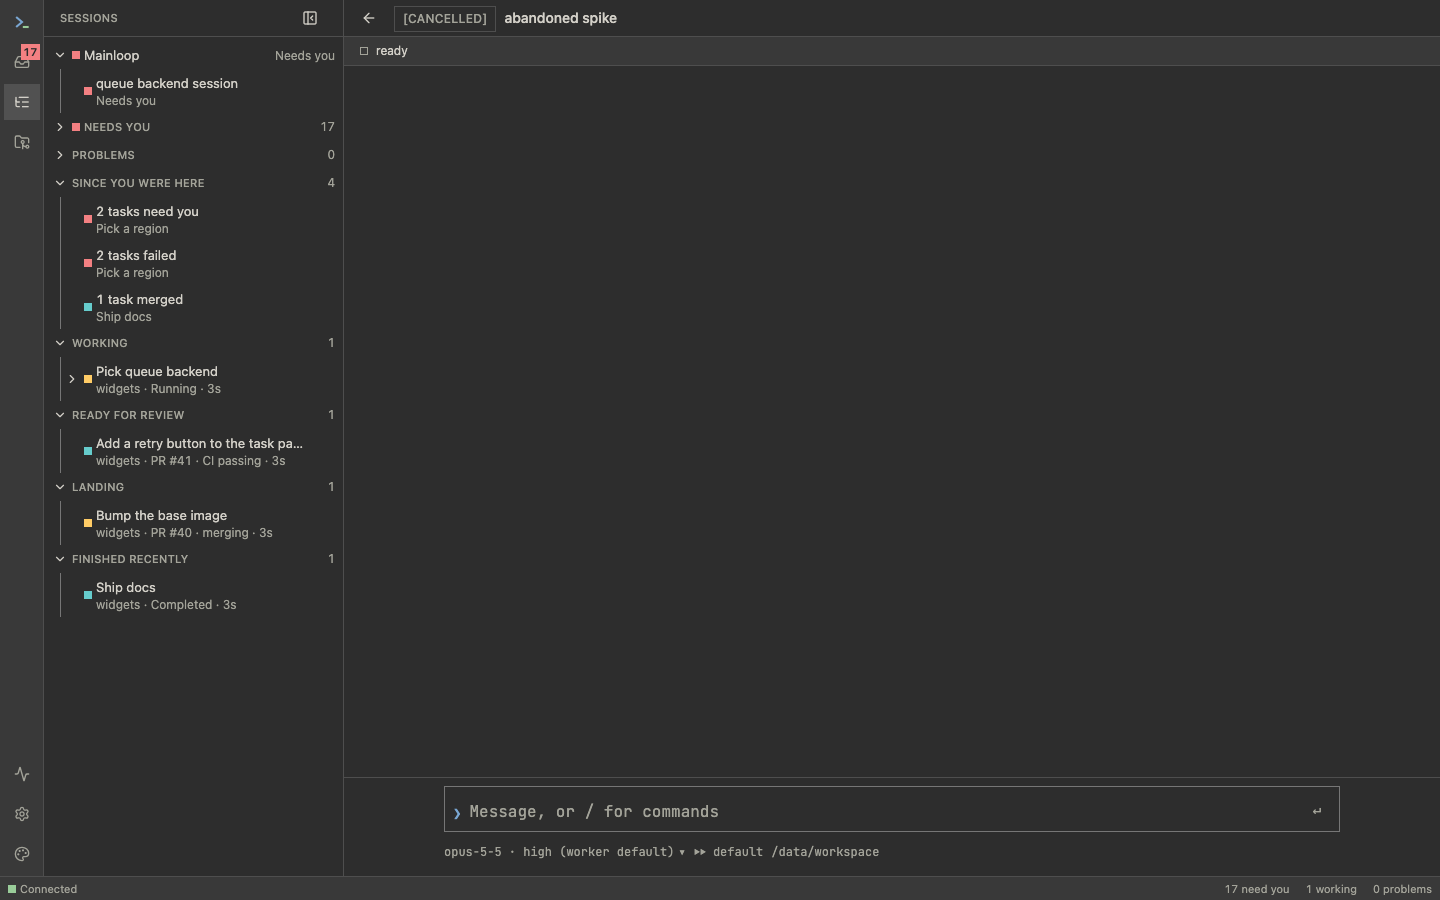 17
SESSIONS
Mainloop
Needs you
queue backend session
Needs you
NEEDS YOU
17
PROBLEMS
0
SINCE YOU WERE HERE
4
2 tasks need you
Pick a region
2 tasks failed
Pick a region
1 task merged
Ship docs
WORKING
1
Pick queue backend
widgets · Running · 3s
READY FOR REVIEW
1
Add a retry button to the task pa...
widgets · PR #41 · CI passing · 3s
LANDING
1
Bump the base image
widgets · PR #40 · merging · 3s
FINISHED RECENTLY
1
Ship docs
widgets · Completed · 3s
[CANCELLED] abandoned spike
ready
❯ Message, or / for commands ↵
opus-5-5 · high (worker default) ▾ ▸▸ default /data/workspace
Connected
17 need you 1 working 0 problems